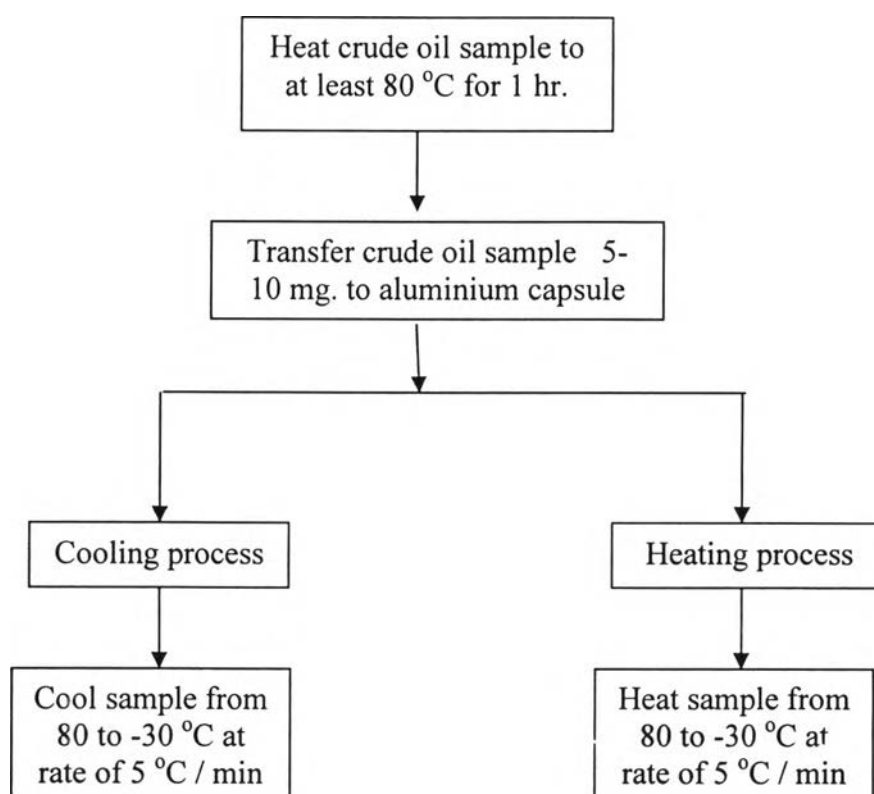 Heat crude oil sample to
at least 80 °C for 1 hr.
Transfer crude oil sample 5-
10 mg. to aluminium capsule
Cooling process
Heating process
Cool sample from
80 to -30 °C at
rate of 5 °C / min
Heat sample from
80 to -30 °C at
rate of 5 °C / min